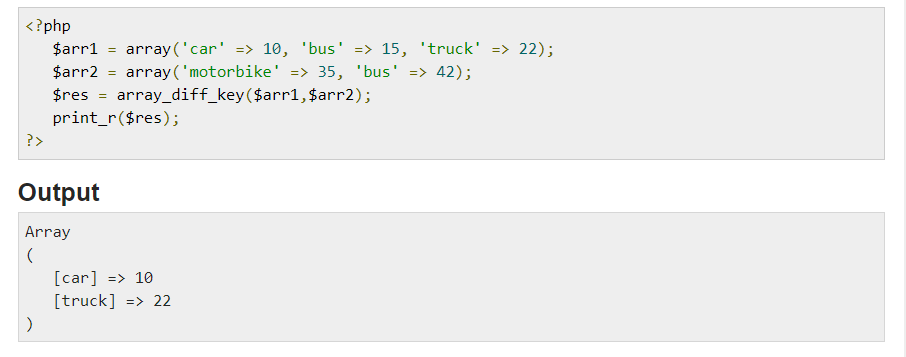 <?php
$arr1 = array('car' => 10, 'bus' => 15, 'truck' => 22);
$arr2 = array('motorbike' => 35, 'bus' => 42);
$res = array_diff_key($arr1,$arr2);
print_r($res);
?>
Output
Array
(
[car] => 10
[truck] => 22
)